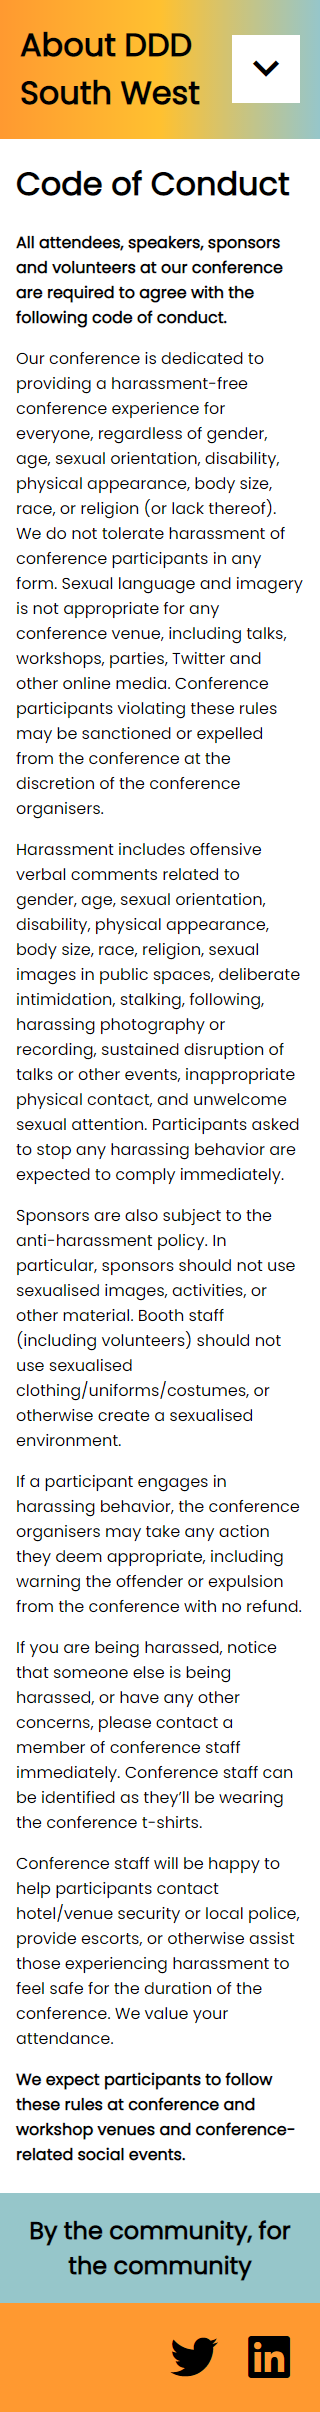 About DDD
South West
Code of Conduct
All attendees, speakers, sponsors
and volunteers at our conference
are required to agree with the
following code of conduct.
Our conference is dedicated to
providing a harassment-free
conference experience for
everyone, regardless of gender,
age, sexual orientation, disability,
physical appearance, body size,
race, or religion (or lack thereof).
We do not tolerate harassment of
conference participants in any
form. Sexual language and imagery
is not appropriate for any
conference venue, including talks,
workshops, parties, Twitter and
other online media. Conference
participants violating these rules
may be sanctioned or expelled
from the conference at the
discretion of the conference
organisers.
Harassment includes offensive
verbal comments related to
gender, age, sexual orientation,
disability, physical appearance,
body size, race, religion, sexual
images in public spaces, deliberate
intimidation, stalking, following,
harassing photography or
recording, sustained disruption of
talks or other events, inappropriate
physical contact, and unwelcome
sexual attention. Participants asked
to stop any harassing behavior are
expected to comply immediately.
Sponsors are also subject to the
anti-harassment policy. In
particular, sponsors should not use
sexualised images, activities, or
other material. Booth staff
(including volunteers) should not
use sexualised
clothing/uniforms/costumes, or
otherwise create a sexualised
environment.
If a participant engages in
harassing behavior, the conference
organisers may take any action
they deem appropriate, including
warning the offender or expulsion
from the conference with no refund.
If you are being harassed, notice
that someone else is being
harassed, or have any other
concerns, please contact a
member of conference staff
immediately. Conference staff can
be identified as they’ll be wearing
the conference t-shirts.
Conference staff will be happy to
help participants contact
hotel/venue security or local police,
provide escorts, or otherwise assist
those experiencing harassment to
feel safe for the duration of the
conference. We value your
attendance.
We expect participants to follow
these rules at conference and
workshop venues and conference-
related social events.
By the community, for
the community
in